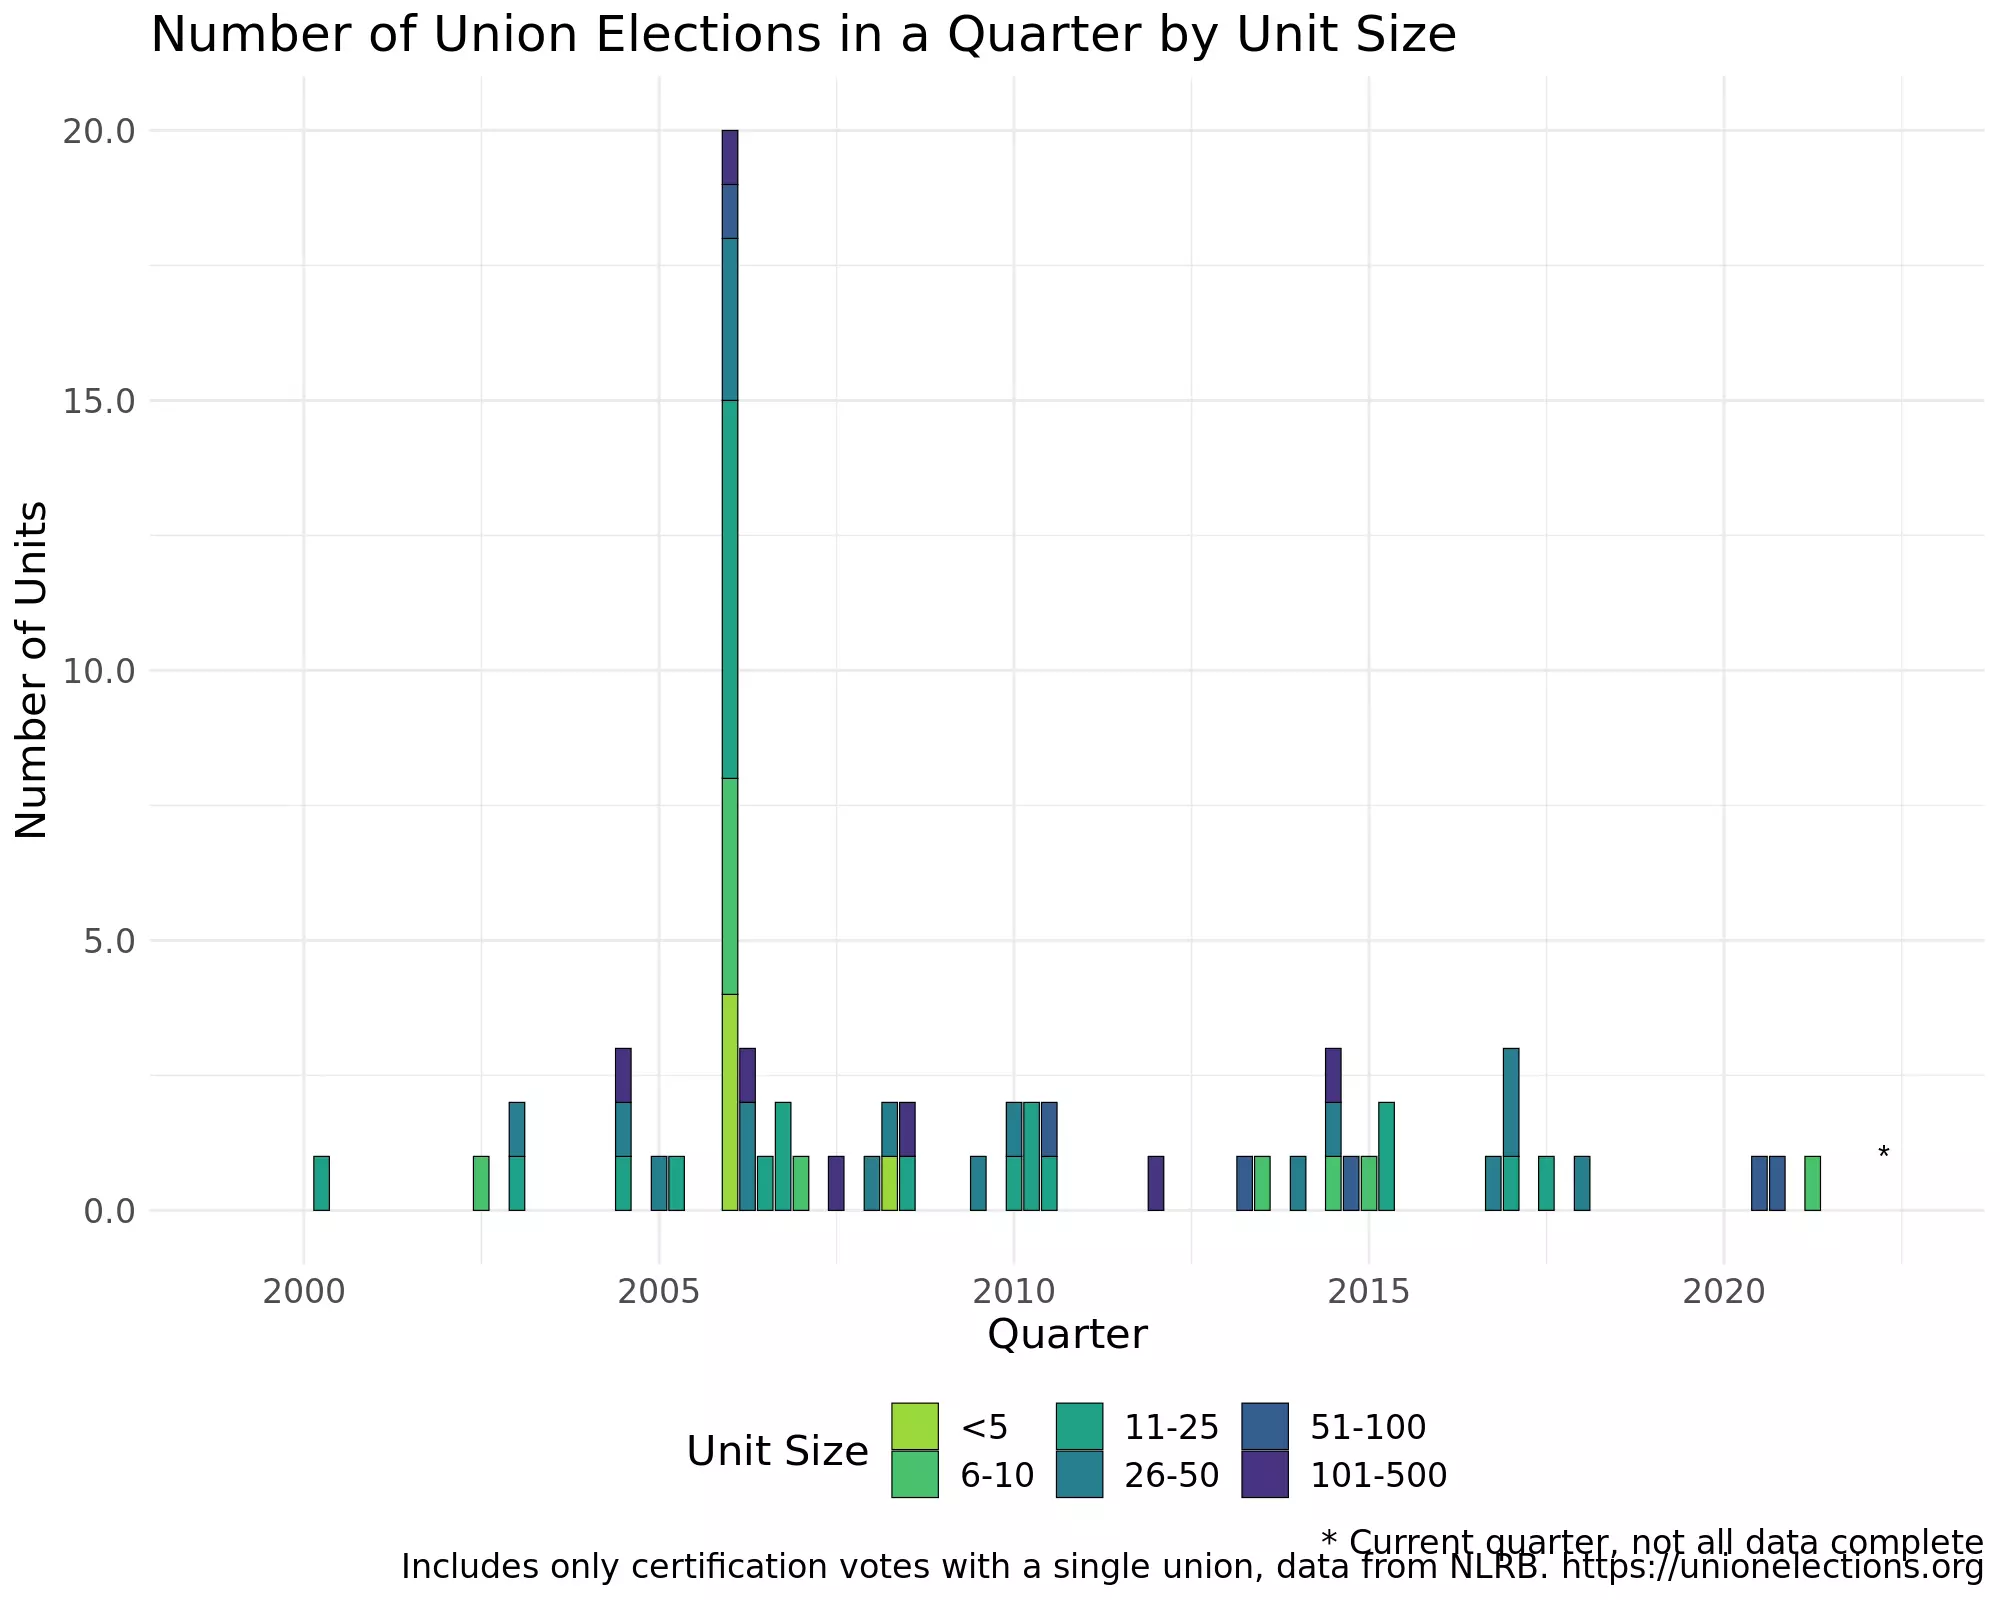 Number of Union Elections in a Quarter by Unit Size
Number of Units
20.0
15.0
10.0
5.0
0.0
*
2000 2005 2010 2015 2020
Quarter
Unit Size
<5 11-25 51-100
6-10 26-50 101-500
* Current quarter, not all data complete
Includes only certification votes with a single union, data from NLRB. https://unionelections.org